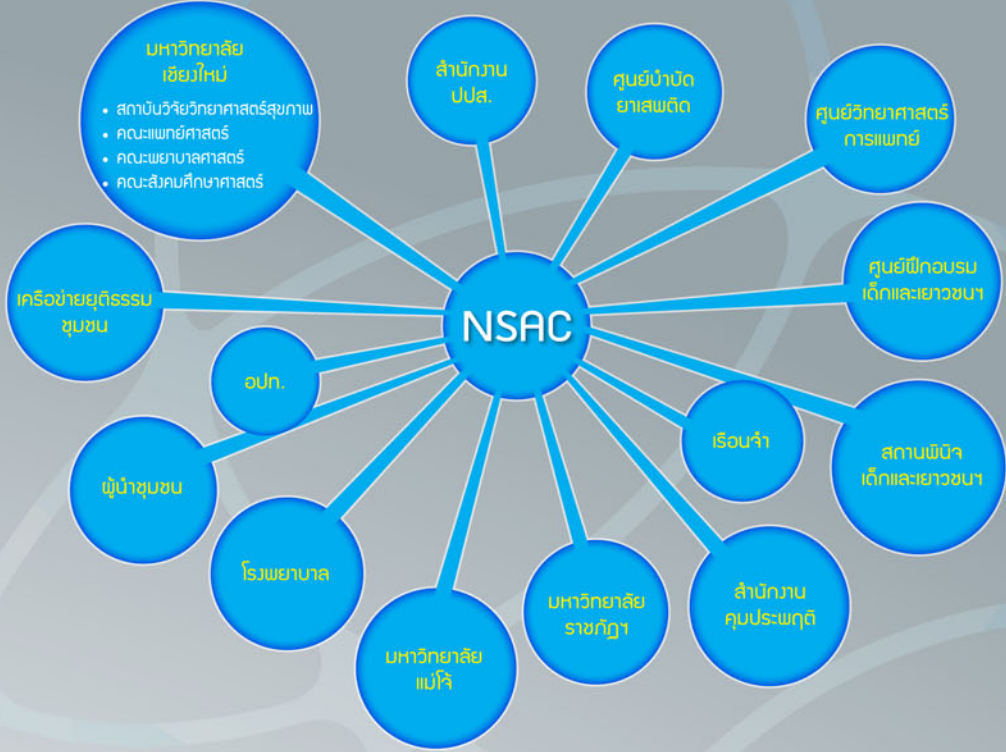 มหาวิทยาลัย
เชียงใหม่
• สถาบันวิจัยวิทยาศาสตร์สุขภาพ
• คณะแพทย์ศาสตร์
• คณะพยาบาลศาสตร์
• คณะสังคมศึกษาศาสตร์
สำนักงาน
ปปส.
ศูนย์บำบัด
ยาเสพติด
ศูนย์วิทยาศาสตร์
การแพทย์
เครือข่ายยุติธรรม
ชุมชน
NSAC
ศูนย์ฝึกอบรม
เด็กและเยาวชนฯ
อปท.
เรือนจำ
สถานพินิจ
เด็กและเยาวชนฯ
ผู้นำชุมชน
โรงพยาบาล
มหาวิทยาลัย
แม่โจ้
มหาวิทยาลัย
ราชภัฏฯ
สำนักงาน
คุมประพฤติ